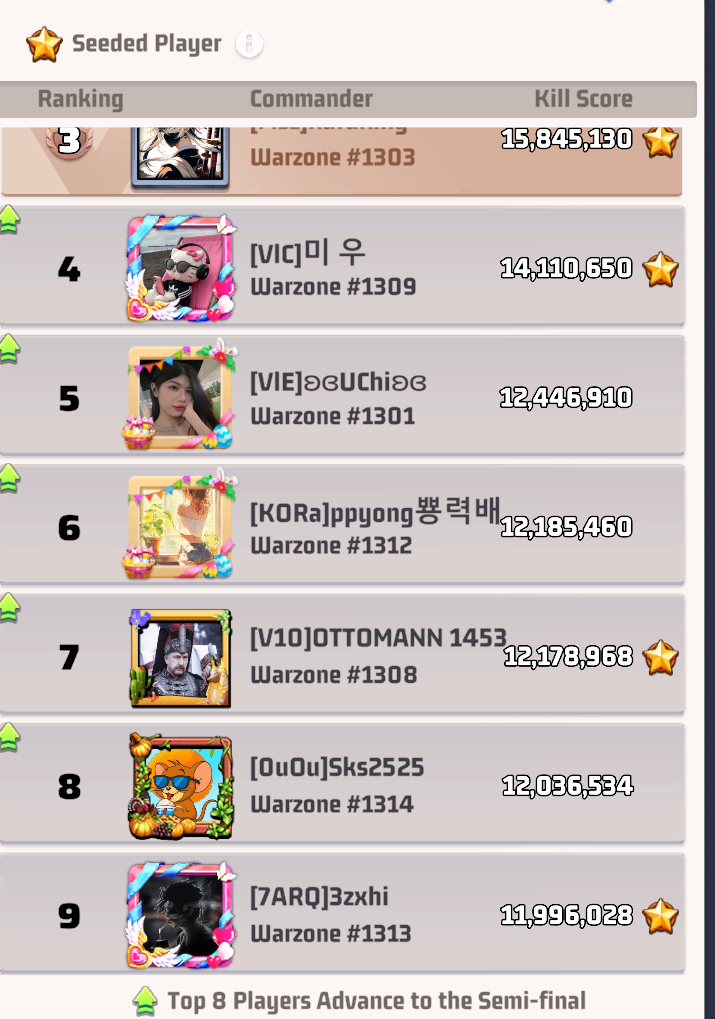 Seeded Player
Ranking Commander Kill Score
3
Warzone #1303
15,845,130
4
[VIC]미 우
Warzone #1309
14,110,650
5
[VIE]ʚɞUChiʚɞ
Warzone #1301
12,446,910
6
[KORa]ppyong뿅력배
Warzone #1312
12,185,460
7
[V10]OTTOMANN 1453
Warzone #1308
12,178,968
8
[OuOu]Sks2525
Warzone #1314
12,036,534
9
[7ARQ]3zxhi
Warzone #1313
11,996,028
Top 8 Players Advance to the Semi-final